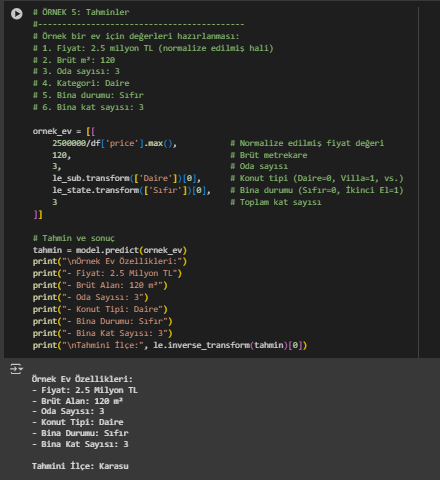 # ÖRNEK 5: Tahminler
#----------------------------------------
# Örnek bir ev için değerleri hazırlanması:
# 1. Fiyat: 2.5 milyon TL (normalize edilmiş hali)
# 2. Brüt m²: 120
# 3. Oda sayısı: 3
# 4. Kategori: Daire
# 5. Bina durumu: Sıfır
# 6. Bina kat sayısı: 3
ornek_ev = [[
2500000/df['price'].max(), # Normalize edilmiş fiyat değeri
120, # Brüt metrekare
3, # Oda sayısı
le_sub.transform(['Daire'])[0], # Konut tipi (Daire=0, Villa=1, vs.)
le_state.transform(['Sıfır'])[0], # Bina durumu (Sıfır=0, İkinci El=1)
3 # Toplam kat sayısı
]]
# Tahmin ve sonuç
tahmin = model.predict(ornek_ev)
print("\nÖrnek Ev Özellikleri:")
print("- Fiyat: 2.5 Milyon TL")
print("- Brüt Alan: 120 m²")
print("- Oda Sayısı: 3")
print("- Konut Tipi: Daire")
print("- Bina Durumu: Sıfır")
print("- Bina Kat Sayısı: 3")
print("\nTahmini İlçe:", le.inverse_transform(tahmin)[0])
Örnek Ev Özellikleri:
- Fiyat: 2.5 Milyon TL
- Brüt Alan: 120 m²
- Oda Sayısı: 3
- Konut Tipi: Daire
- Bina Durumu: Sıfır
- Bina Kat Sayısı: 3
Tahmini İlçe: Karasu